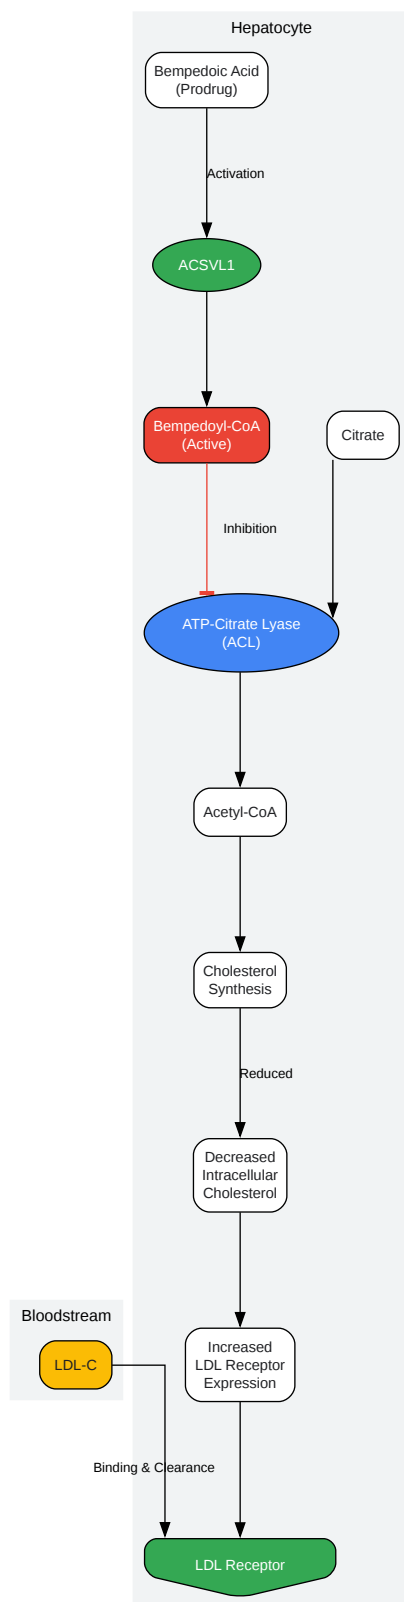 Hepatocyte
Bempedoic Acid
(Prodrug)
Activation
ACSVL1
Bempedoyl-CoA
(Active)
Citrate
Inhibition
ATP-Citrate Lyase
(ACL)
Acetyl-CoA
Cholesterol
Synthesis
Reduced
Decreased
Intracellular
Cholesterol
Bloodstream
LDL-C
Increased
LDL Receptor
Expression
Binding & Clearance
LDL Receptor